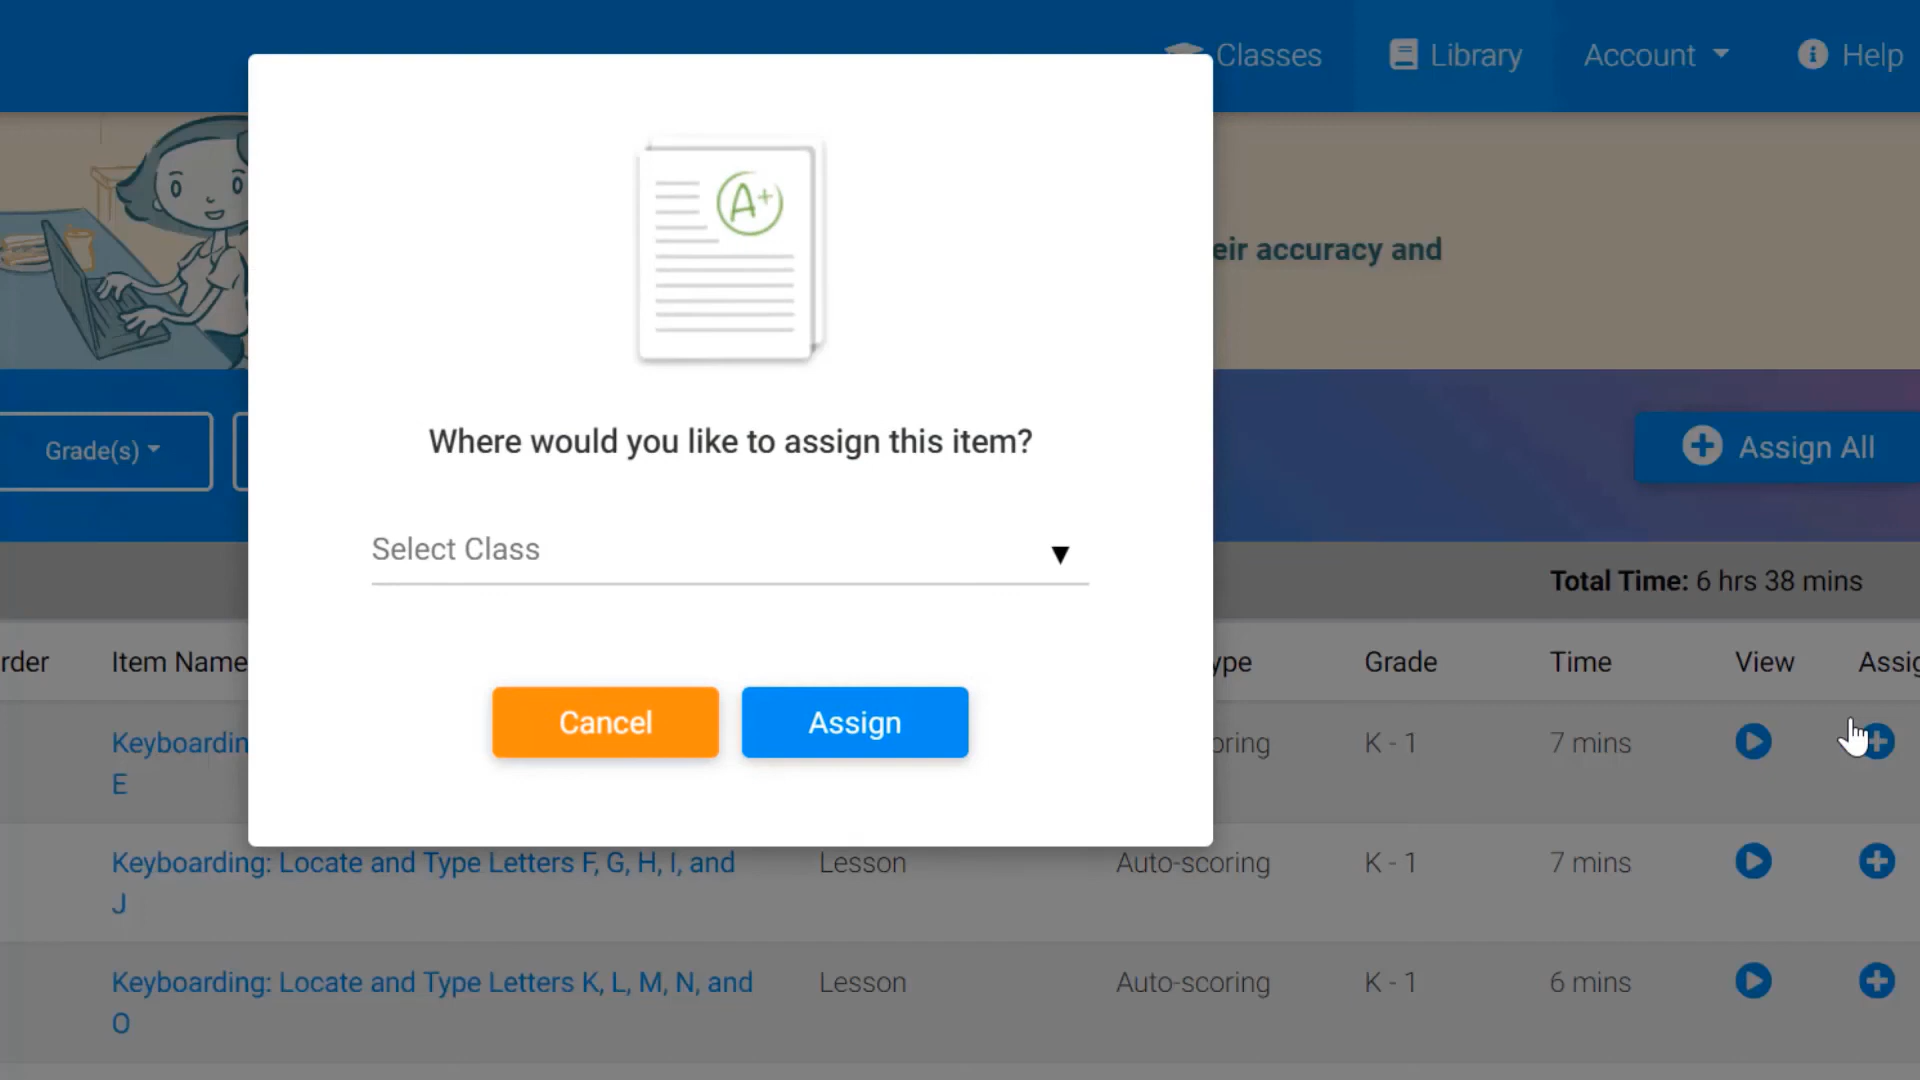 Classes
Library
Account
Help
A+
eir accuracy and
Where would you like to assign this item?
Grade(s)
Assign All
Select Class
Total Time: 6 hrs 38 mins
rder
Item Name
ype
Grade
Time
View
Assig
Cancel
Assign
Keyboardin
E
oring
K - 1
7 mins
Keyboarding: Locate and Type Letters F, G, H, I, and
J
Lesson
Auto-scoring
K - 1
7 mins
Keyboarding: Locate and Type Letters K, L, M, N, and
O
Lesson
Auto-scoring
K - 1
6 mins